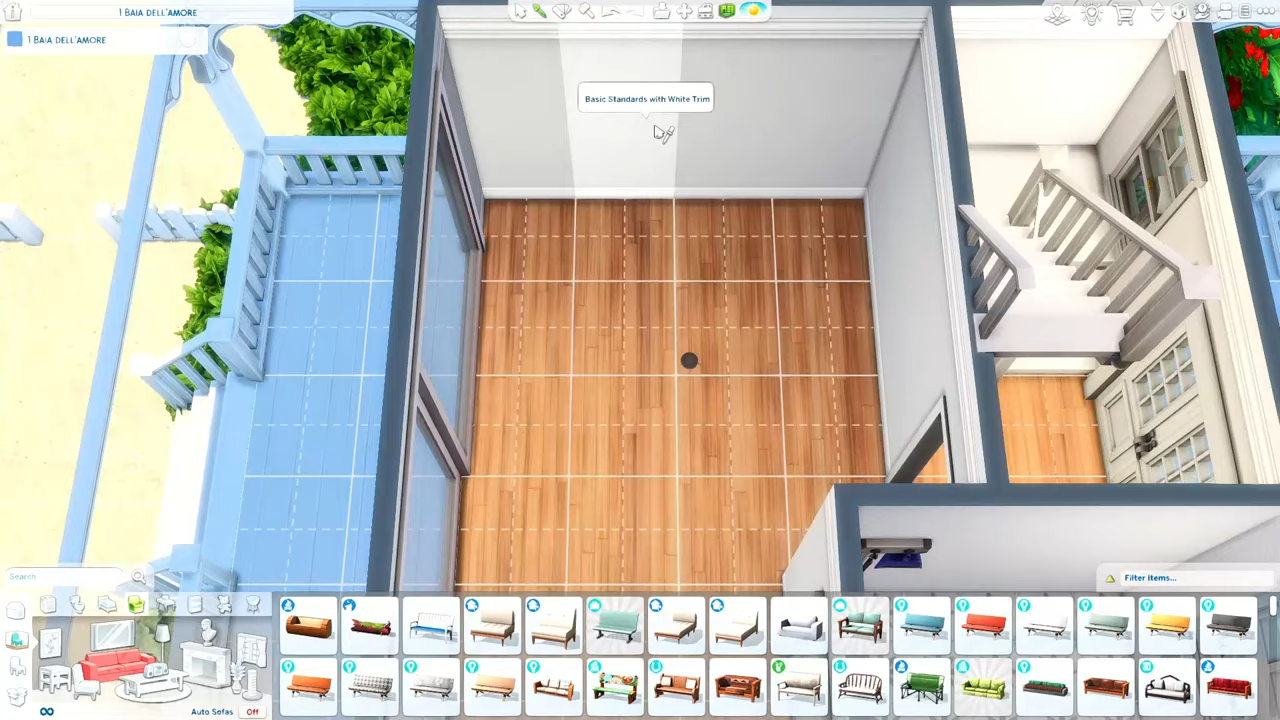 1 BAIA DELL'AMORE
1 BAIA DELL'AMORE
Basic Standards with White Trim
Search
Filter Items...
Auto Sofas Off